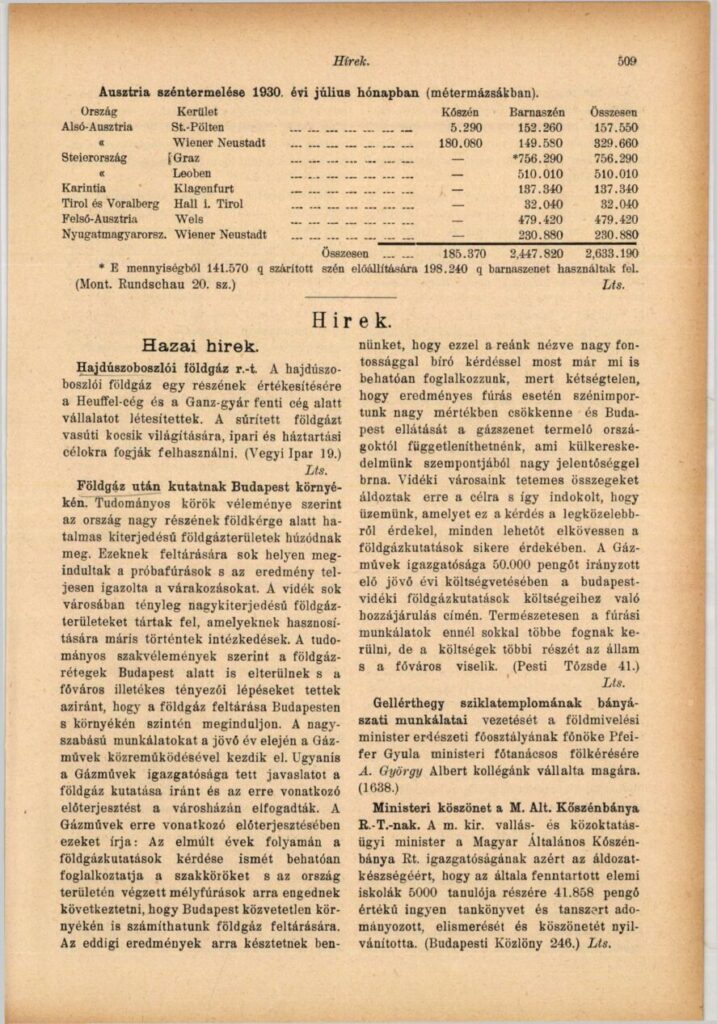 Hírek.
509
Ausztria széntermelése 1930. évi július hónapban (métermázsákban).
Ország Kerület Kőszén Barnaszén Összesen
Alsó-Ausztria St.-Pölten 5.290 152.260 157.550
« Wiener Neustadt 180.080 149.580 329.660
Steierország Graz — *756.290 756.290
« Leoben — 510.010 510.010
Karintia Klagenfurt — 137.340 137.340
Tirol és Voralberg Hall i. Tirol — 32.040 32.040
Felső-Ausztria Wels — 479.420 479.420
Nyugatmagyarorsz. Wiener Neustadt — 230.880 230.880
Összesen 185.370 2,447.820 2,633.190
* E mennyiségből 141.570 q szárított szén előállítására 198.240 q barnaszenet használtak fel.
(Mont. Rundschau 20. sz.) Lts.
Hirek.
Hazai hirek.
Hajdúszoboszlói földgáz r.-t. A hajdúszo-
boszlói földgáz egy részének értékesítésére
a Heuffel-cég és a Ganz-gyár fenti cég alatt
vállalatot létesítettek. A sűrített földgázt
vasúti kocsik világítására, ipari és háztartási
célokra fogják felhasználni. (Vegyi Ipar 19.)
Lts.
Földgáz után kutatnak Budapest környé-
kén. Tudományos körök véleménye szerint
az ország nagy részének földkérge alatt ha-
talmas kiterjedésű földgázterületek húzódnak
meg. Ezeknek feltárására sok helyen meg-
indultak a próbafúrások s az eredmény tel-
jesen igazolta a várakozásokat. A vidék sok
városában tényleg nagykiterjedésű földgáz-
területeket tártak fel, amelyeknek hasznosí-
tására máris történtek intézkedések. A tudo-
mányos szakvélemények szerint a földgáz-
rétegek Budapest alatt is elterülnek s a
főváros illetékes tényezői lépéseket tettek
aziránt, hogy a földgáz feltárása Budapesten
s környékén szintén meginduljon. A nagy-
szabású munkálatokat a jövő év elején a Gáz-
művek közreműködésével kezdik el. Ugyanis
a Gázművek igazgatósága tett javaslatot a
földgáz kutatása iránt és az erre vonatkozó
előterjesztést a városházán elfogadták. A
Gázművek erre vonatkozó előterjesztésében
ezeket írja: Az elmúlt évek folyamán a
földgázkutatások kérdése ismét behatóan
foglalkoztatja a szakköröket s az ország
területén végzett mélyfúrások arra engednek
következtetni, hogy Budapest közvetetlen kör-
nyékén is számíthatunk földgáz feltárására.
Az eddigi eredmények arra késztetnek ben-
nünket, hogy ezzel a reánk nézve nagy fon-
tossággal bíró kérdéssel most már mi is
behatóan foglalkozzunk, mert kétségtelen,
hogy eredményes fúrás esetén szénimpor-
tunk nagy mértékben csökkenne és Buda-
pest ellátását a gázszenet termelő orszá-
goktól függetleníthetnénk, ami külkereske-
delmünk szempontjából nagy jelentőséggel
brna. Vidéki városaink tetemes összegeket
áldoztak erre a célra s így indokolt, hogy
üzemünk, amelyet ez a kérdés a legközelebb-
ről érdekel, minden lehetőt elkövessen a
földgázkutatások sikere érdekében. A Gáz-
művek igazgatósága 50.000 pengőt irányzott
elő jövő évi költségvetésében a budapest-
vidéki földgázkutatások költségeihez való
hozzájárulás címén. Természetesen a fúrási
munkálatok ennél sokkal többe fognak ke-
rülni, de a költségek többi részét az állam
s a főváros viselik. (Pesti Tőzsde 41.)
Lts.
Gellérthegy sziklatemplomának bányá-
szati munkálatai vezetését a földmivelési
minister erdészeti főosztályának főnöke Pfei-
fer Gyula ministeri főtanácsos fölkérésére
A. György Albert kollégánk vállalta magára.
(1638.)
Ministeri köszönet a M. Alt. Kőszénbánya
R.-T.-nak. A m. kir. vallás- és közoktatás-
ügyi minister a Magyar Általános Kőszén-
bánya Rt. igazgatóságának azért az áldozat-
készségéért, hogy az általa fenntartott elemi
iskolák 5000 tanulója részére 41.858 pengő
értékű ingyen tankönyvet és tanszert ado-
mányozott, elismerését és köszönetét nyil-
vánította. (Budapesti Közlöny 246.) Lts.